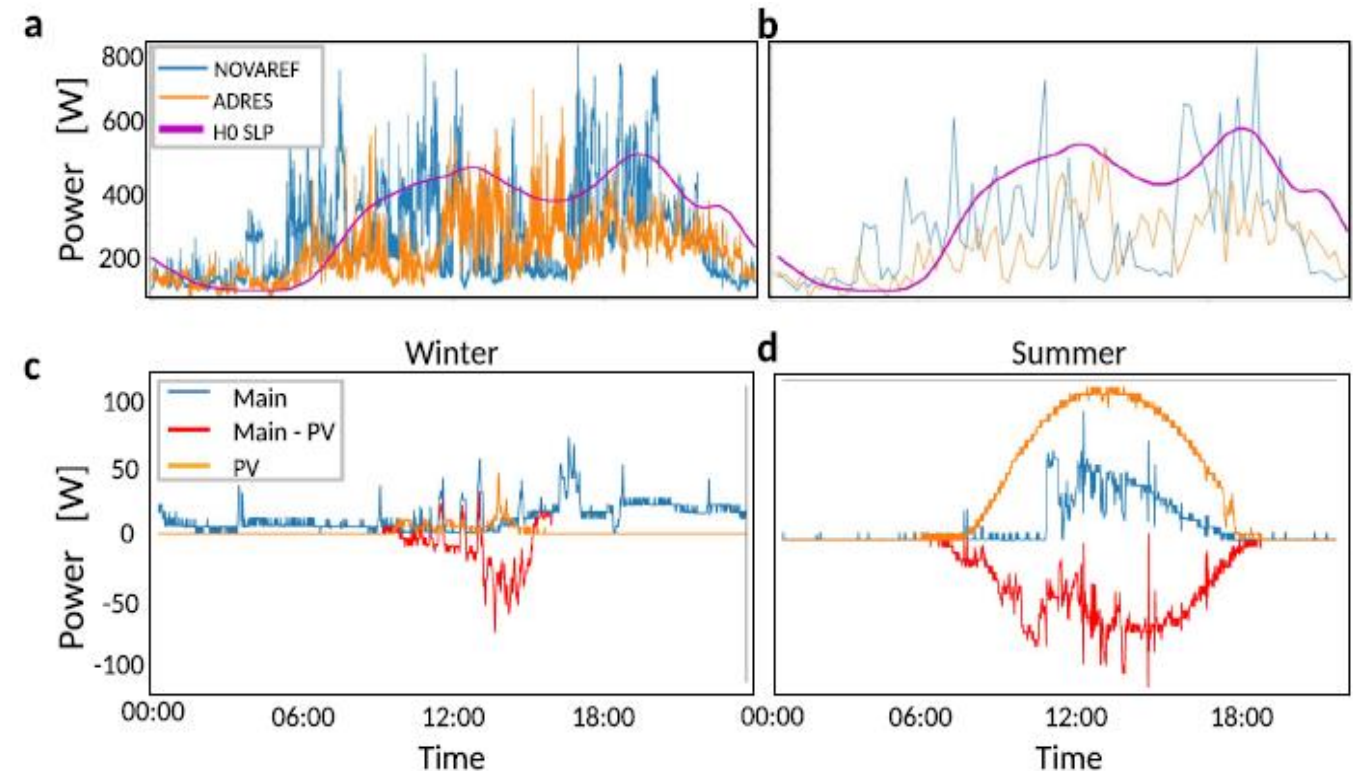 a
b
800
600
400
200
Power [W]
NOVAREF
ADRES
H0 SLP
c
Winter
d
Summer
100
50
0
-50
-100
Power [W]
Main
Main - PV
PV
00:00 06:00 12:00 18:00 00:00 06:00 12:00 18:00
Time
Time